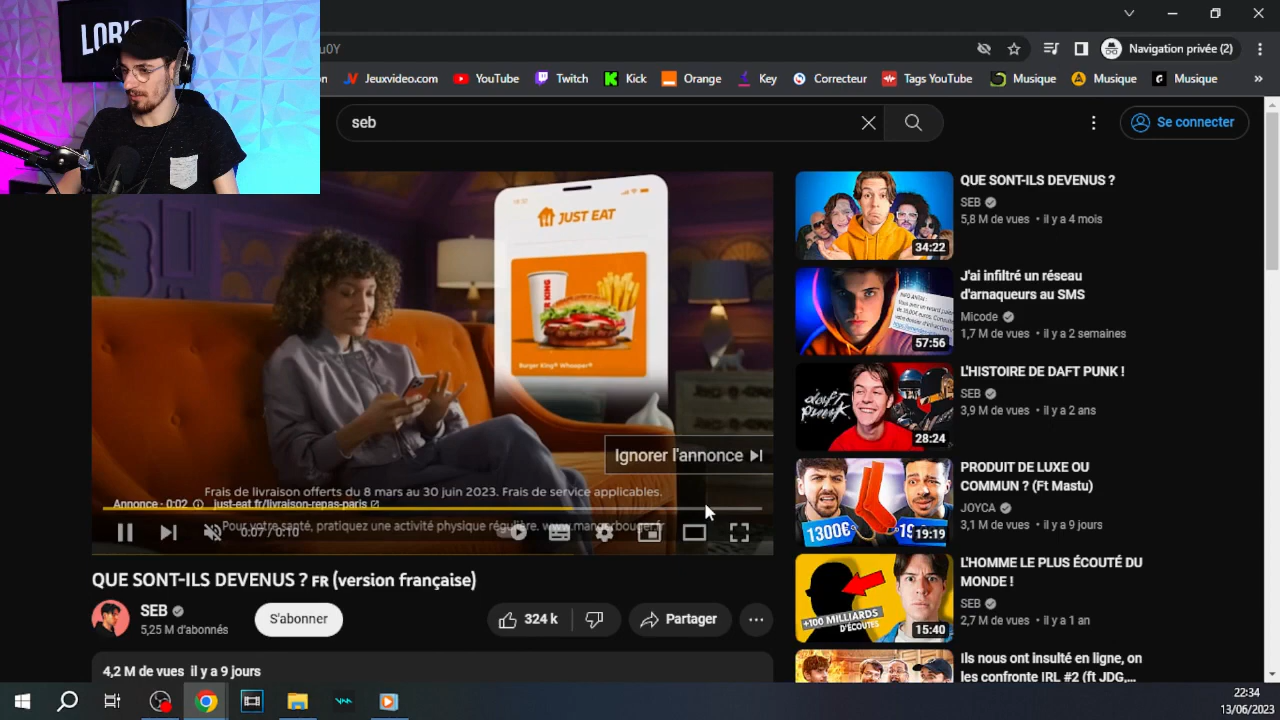 LORIS
u0Y
Navigation privée (2)
n
Jeuxvideo.com
YouTube
Twitch
Kick
Orange
Key
Correcteur
Tags YouTube
Musique
Musique
Musique
seb
Se connecter
JUST EAT
BURGER KING
Burger King® Whopper®
Ignorer l'annonce
Frais de livraison offerts du 8 mars au 30 juin 2023. Frais de service applicables.
Annonce · 0:02
just-eat.fr/livraison-repas-paris
Pour votre santé, pratiquez une activité physique régulière. www.mangerbouger.fr
0:07 / 0:10
QUE SONT-ILS DEVENUS ? FR (version française)
SEB
5,25 M d'abonnés
S'abonner
324 k
Partager
4,2 M de vues il y a 9 jours
34:22
QUE SONT-ILS DEVENUS ?
SEB
5,8 M de vues • il y a 4 mois
57:56
J'ai infiltré un réseau
d'arnaqueurs au SMS
Micode
1,7 M de vues • il y a 2 semaines
daft punk
28:24
L'HISTOIRE DE DAFT PUNK !
SEB
3,9 M de vues • il y a 2 ans
1300€
19:19
PRODUIT DE LUXE OU
COMMUN ? (Ft Mastu)
JOYCA
3,1 M de vues • il y a 9 jours
+100 MILLIARDS
D'ÉCOUTES
15:40
L'HOMME LE PLUS ÉCOUTÉ DU
MONDE !
SEB
2,7 M de vues • il y a 1 an
Ils nous ont insulté en ligne, on
les confronte IRL #2 (ft JDG,...
22:34
13/06/2023